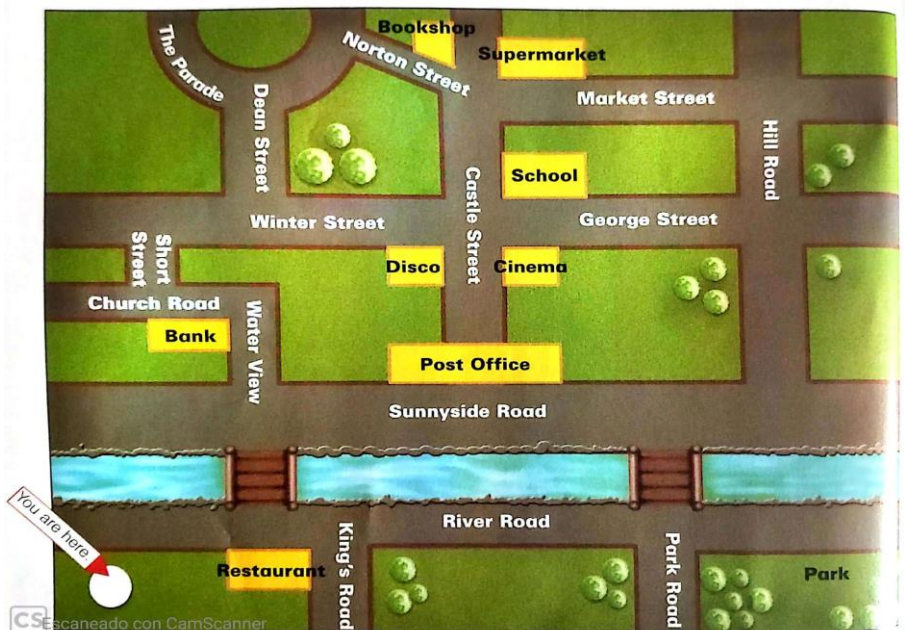 Bookshop
Supermarket
The Parade
Norton Street
Market Street
Dean Street
Hill Road
School
Castle Street
Winter Street
George Street
Short
Street
Disco
Cinema
Church Road
Water View
Bank
Post Office
Sunnyside Road
River Road
You are here.
King's Road
Park Road
Restaurant
Park
CS Escaneado con CamScanner